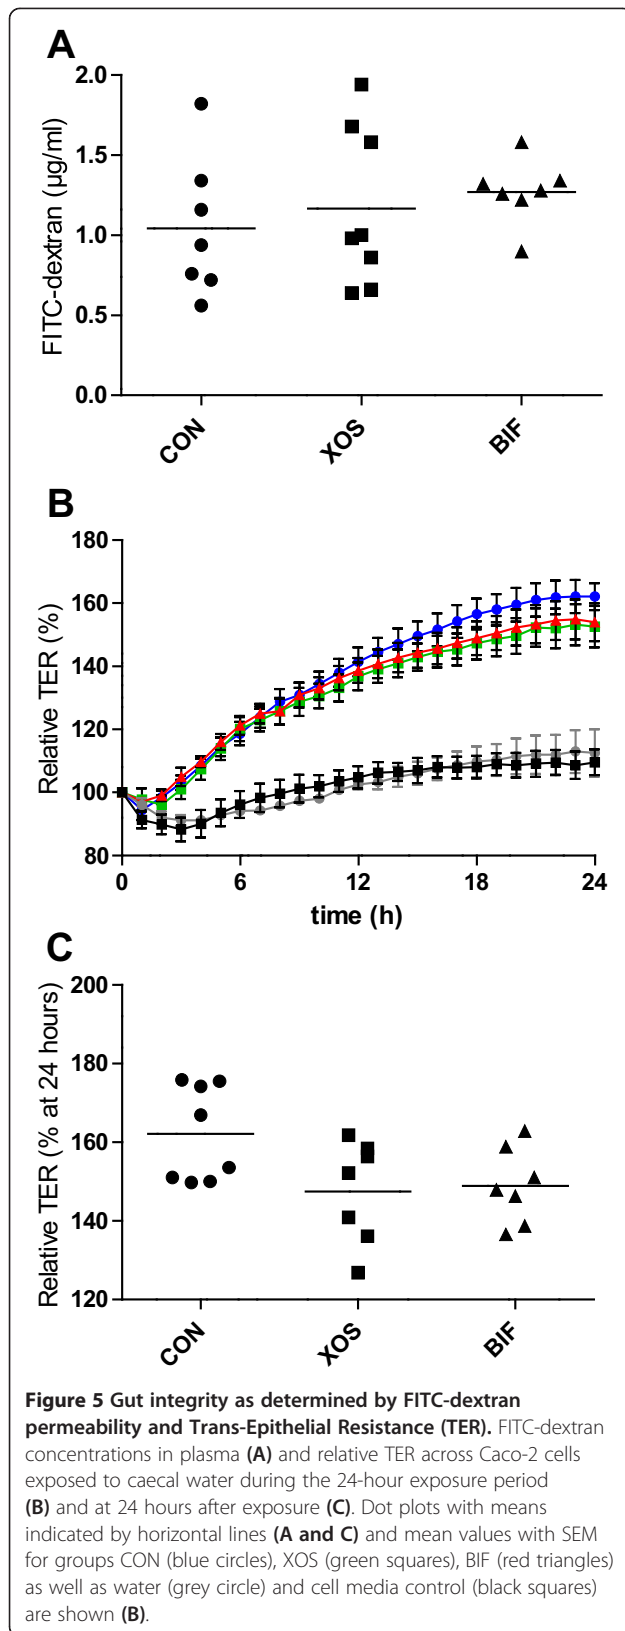 A
FITC-dextran (µg/ml)
2.0
1.5
1.0
0.5
0.0
CON
XOS
BIF
B
Relative TER (%)
180
160
140
120
100
80
0
6
12
18
24
time (h)
C
Relative TER (% at 24 hours)
200
180
160
140
120
CON
XOS
BIF
Figure 5 Gut integrity as determined by FITC-dextran
permeability and Trans-Epithelial Resistance (TER). FITC-dextran
concentrations in plasma (A) and relative TER across Caco-2 cells
exposed to caecal water during the 24-hour exposure period
(B) and at 24 hours after exposure (C). Dot plots with means
indicated by horizontal lines (A and C) and mean values with SEM
for groups CON (blue circles), XOS (green squares), BIF (red triangles)
as well as water (grey circle) and cell media control (black squares)
are shown (B).